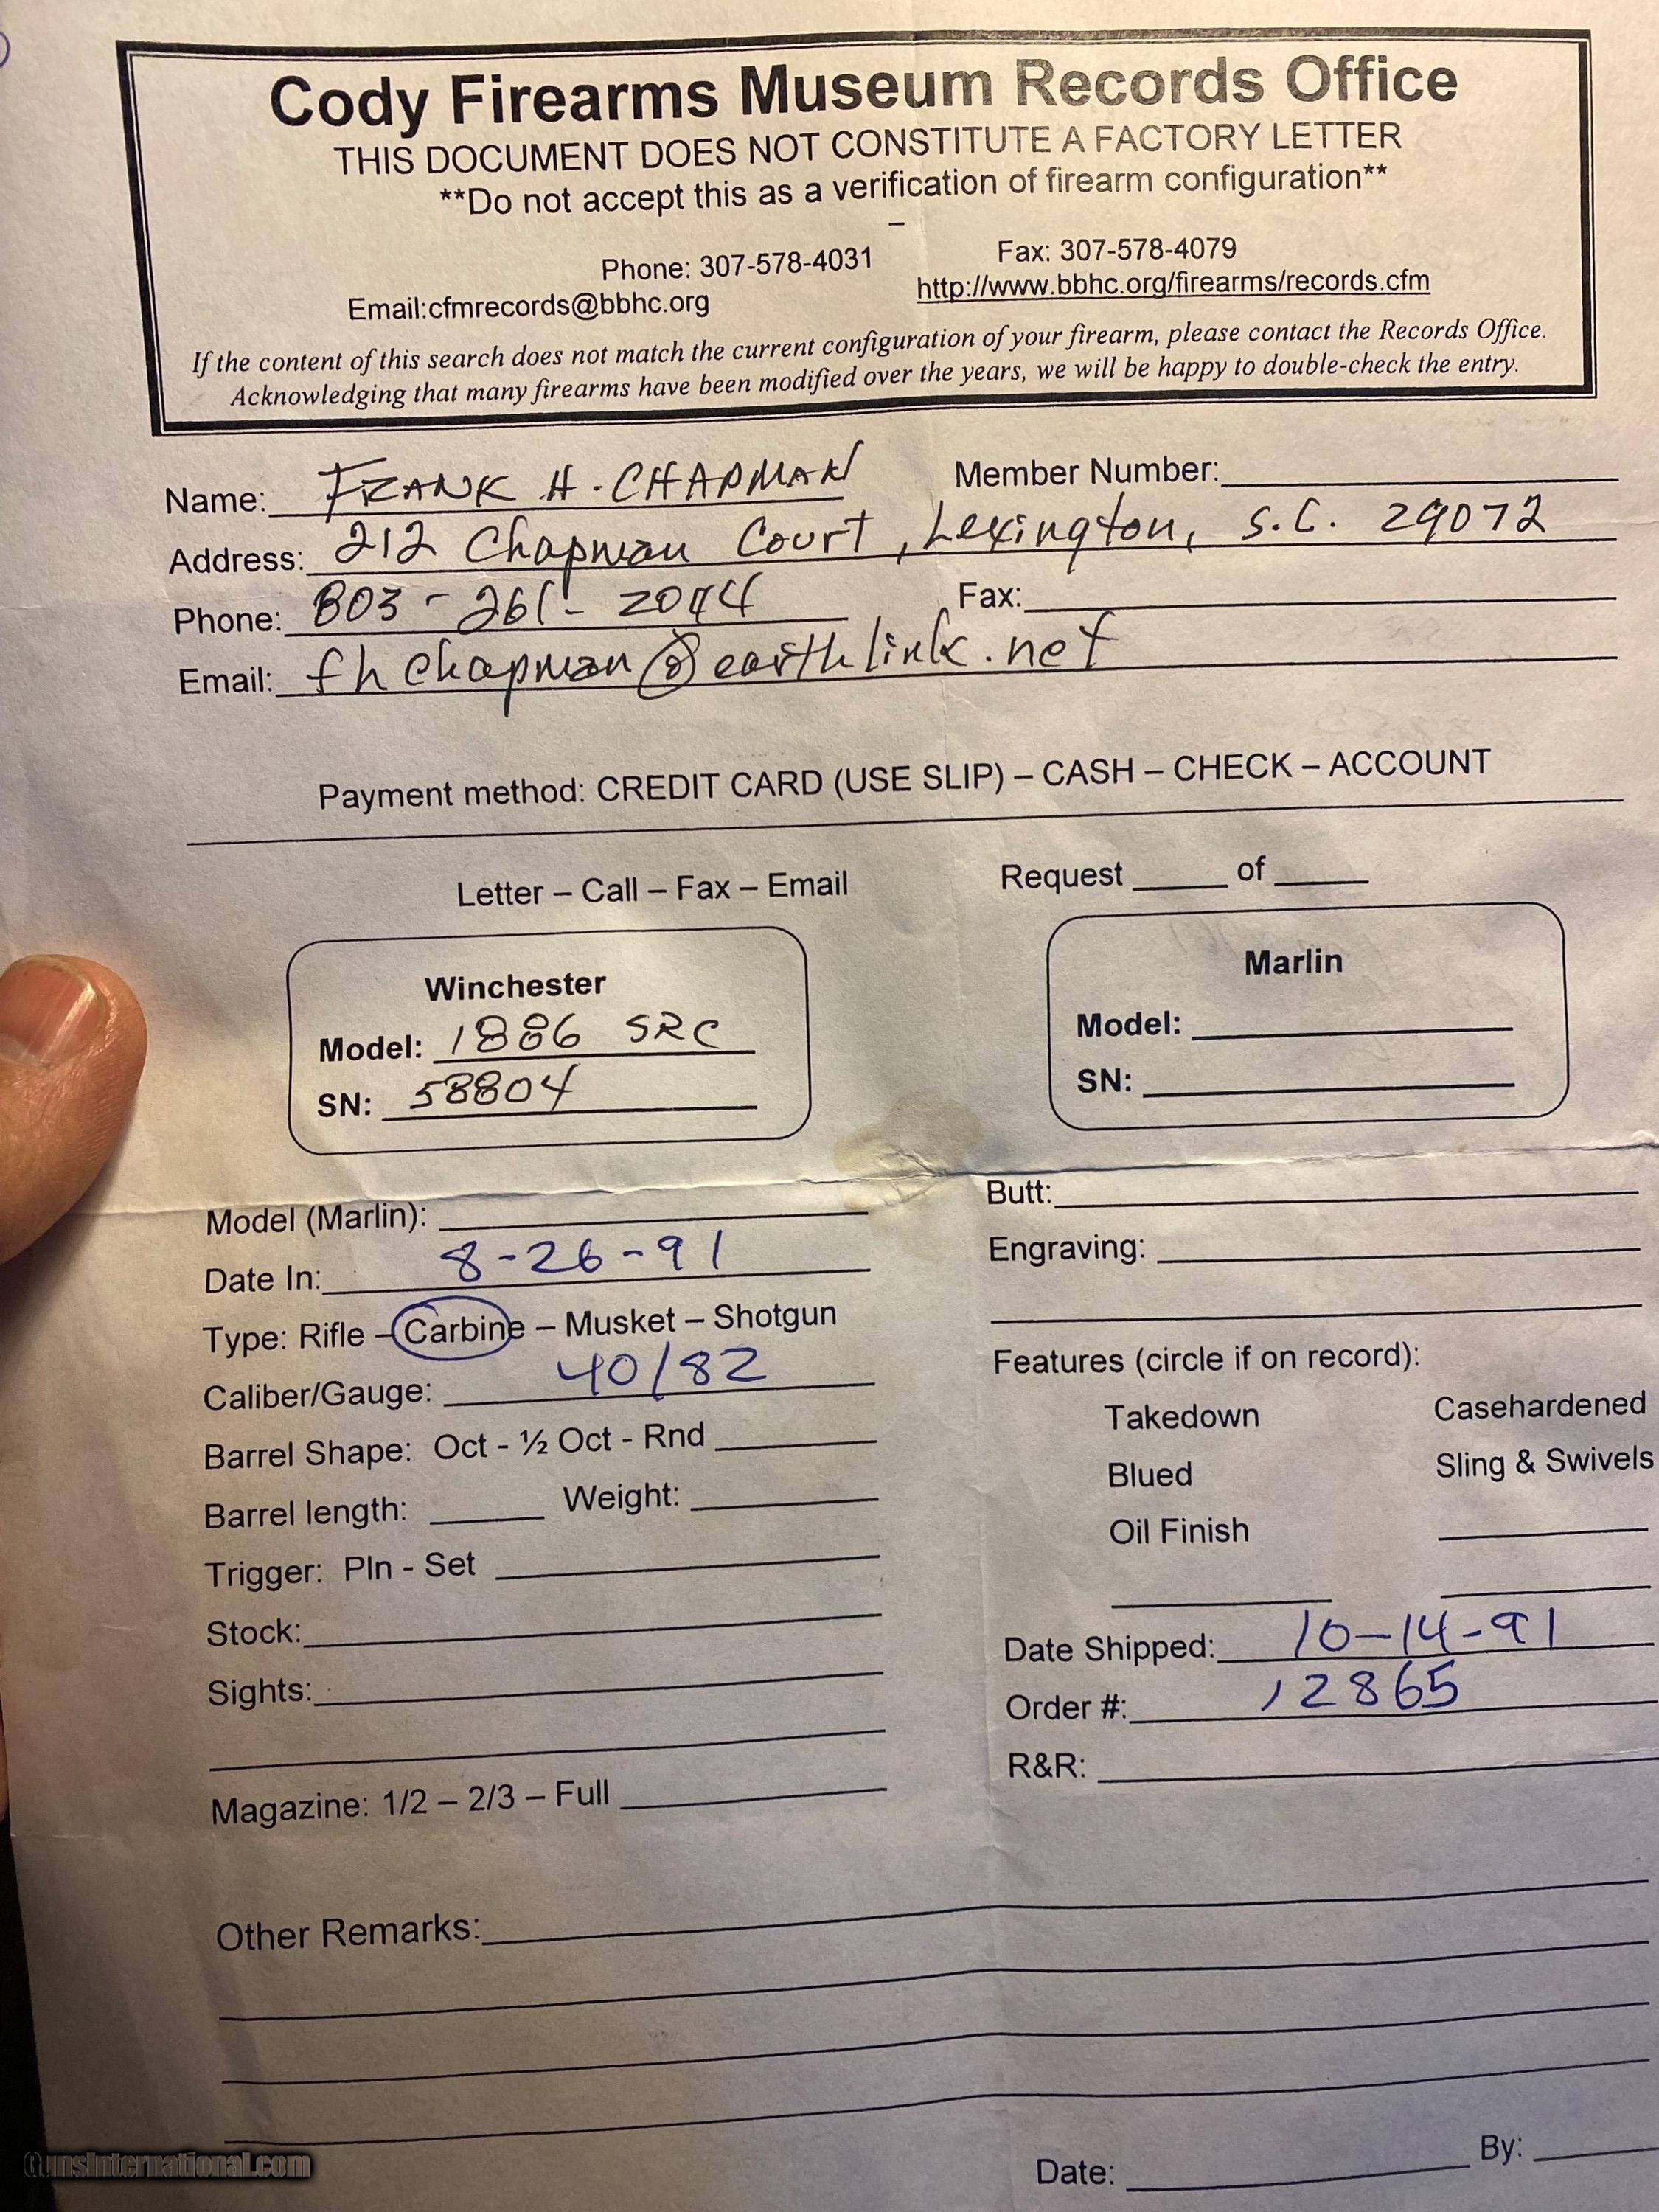 Cody Firearms Museum Records Office
THIS DOCUMENT DOES NOT CONSTITUTE A FACTORY LETTER
**Do not accept this as a verification of firearm configuration**
–
Phone: 307-578-4031 Fax: 307-578-4079
Email:cfmrecords@bbhc.org http://www.bbhc.org/firearms/records.cfm
If the content of this search does not match the current configuration of your firearm, please contact the Records Office.
Acknowledging that many firearms have been modified over the years, we will be happy to double-check the entry.
Name: FRANK H. CHAPMAN Member Number:
Address: 212 Chapman Court, Lexington, S.C. 29072
Phone: 803-261-2044 Fax:
Email: fhchapman@earthlink.net
Payment method: CREDIT CARD (USE SLIP) – CASH – CHECK – ACCOUNT
Letter – Call – Fax – Email Request of
Winchester
Model: 1886 SRC
SN: 58804
Marlin
Model:
SN:
Model (Marlin):
Date In: 8-26-91
Type: Rifle – Carbine – Musket – Shotgun
Caliber/Gauge: 40/82
Barrel Shape: Oct - ½ Oct - Rnd
Barrel length: Weight:
Trigger: Pln - Set
Stock:
Sights:
Magazine: 1/2 – 2/3 – Full
Butt:
Engraving:
Features (circle if on record):
Takedown Casehardened
Blued Sling & Swivels
Oil Finish
Date Shipped: 10-14-91
Order #: 12865
R&R:
Other Remarks:
Date: By:
GunsInternational.com